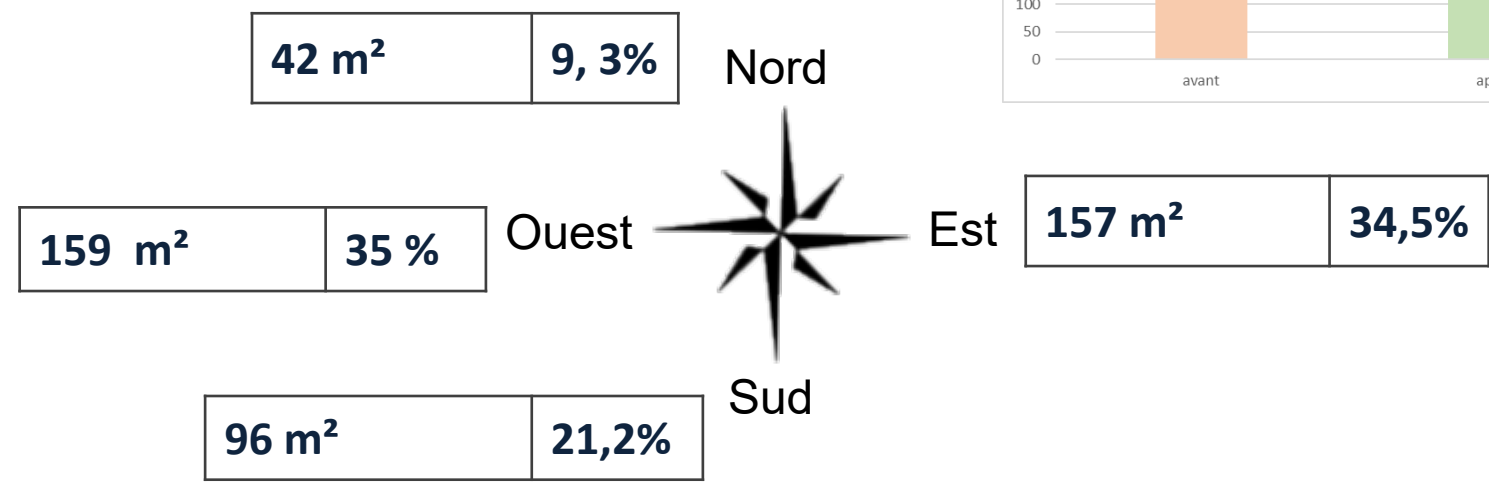 100
50
0
avant
42 m² 9, 3%
Nord
159 m² 35 %
Ouest
Est
157 m² 34,5%
Sud
96 m² 21,2%